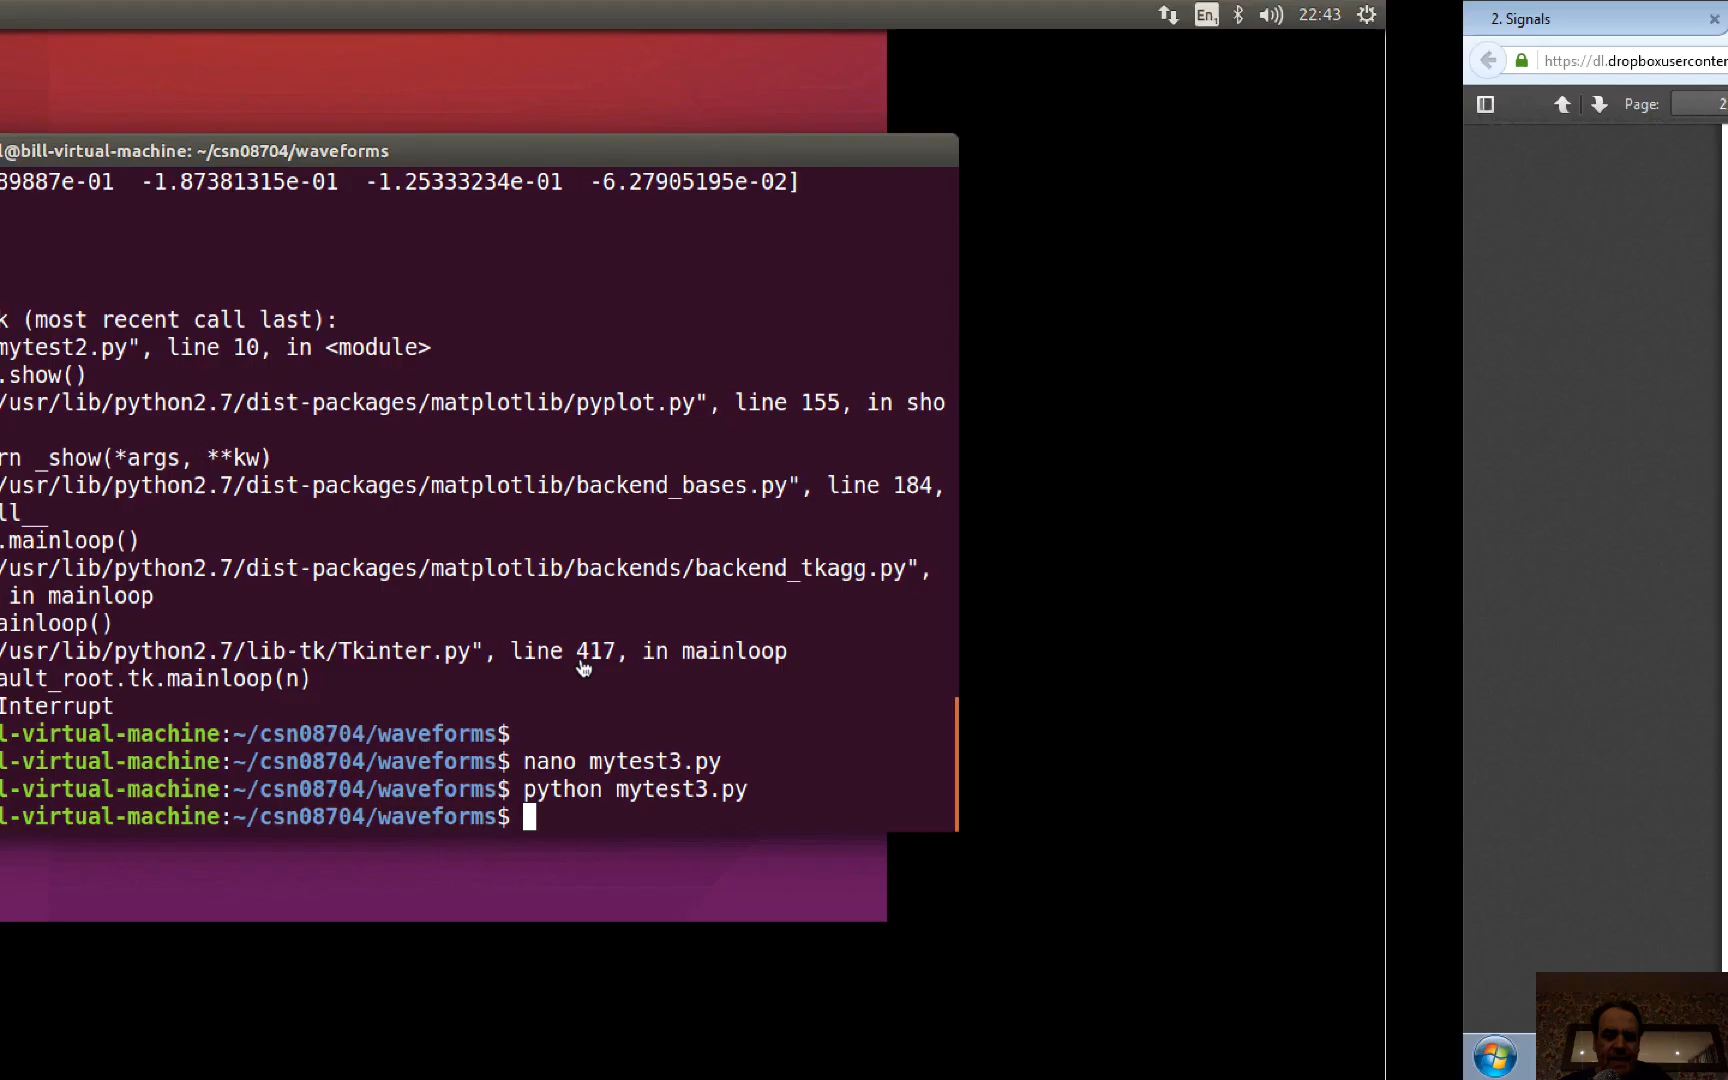 En1
22:43
2. Signals
https://dl.dropboxuserconter
Page: 2
l@bill-virtual-machine: ~/csn08704/waveforms
89887e-01 -1.87381315e-01 -1.25333234e-01 -6.27905195e-02]
k (most recent call last):
mytest2.py", line 10, in <module>
.show()
/usr/lib/python2.7/dist-packages/matplotlib/pyplot.py", line 155, in sho
rn _show(*args, **kw)
/usr/lib/python2.7/dist-packages/matplotlib/backend_bases.py", line 184,
ll__
.mainloop()
/usr/lib/python2.7/dist-packages/matplotlib/backends/backend_tkagg.py",
in mainloop
ainloop()
/usr/lib/python2.7/lib-tk/Tkinter.py", line 417, in mainloop
ault_root.tk.mainloop(n)
Interrupt
l-virtual-machine:~/csn08704/waveforms$
l-virtual-machine:~/csn08704/waveforms$ nano mytest3.py
l-virtual-machine:~/csn08704/waveforms$ python mytest3.py
l-virtual-machine:~/csn08704/waveforms$